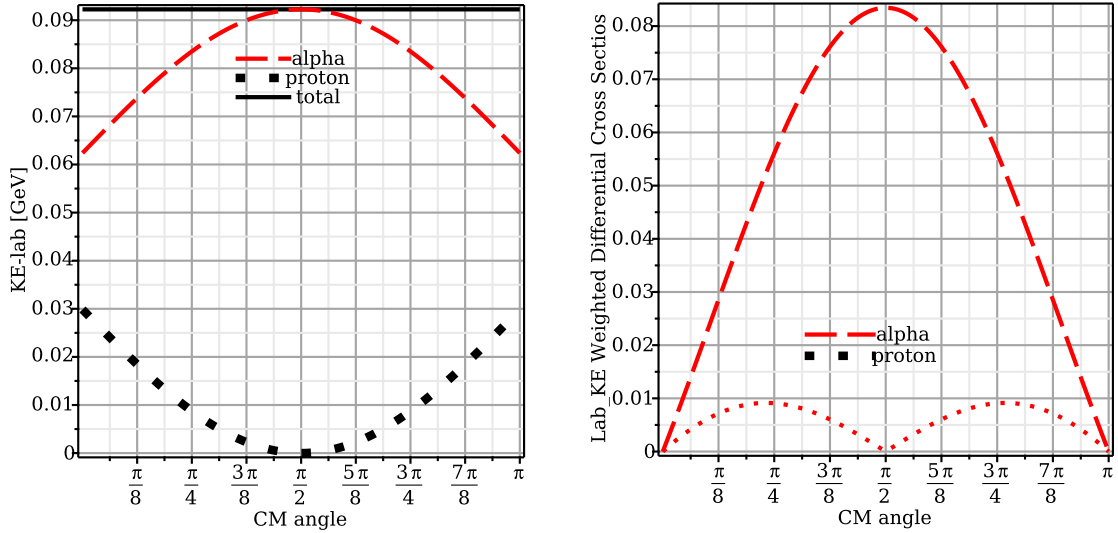 KE-lab [GeV]
0.09
0.08
0.07
0.06
0.05
0.04
0.03
0.02
0.01
0
alpha
proton
total
π/8
π/4
3π/8
π/2
5π/8
3π/4
7π/8
π
CM angle
Lab KE Weighted Differential Cross Sectios
0.08
0.07
0.06
0.05
0.04
0.03
0.02
0.01
0
alpha
proton
π/8
π/4
3π/8
π/2
5π/8
3π/4
7π/8
π
CM angle